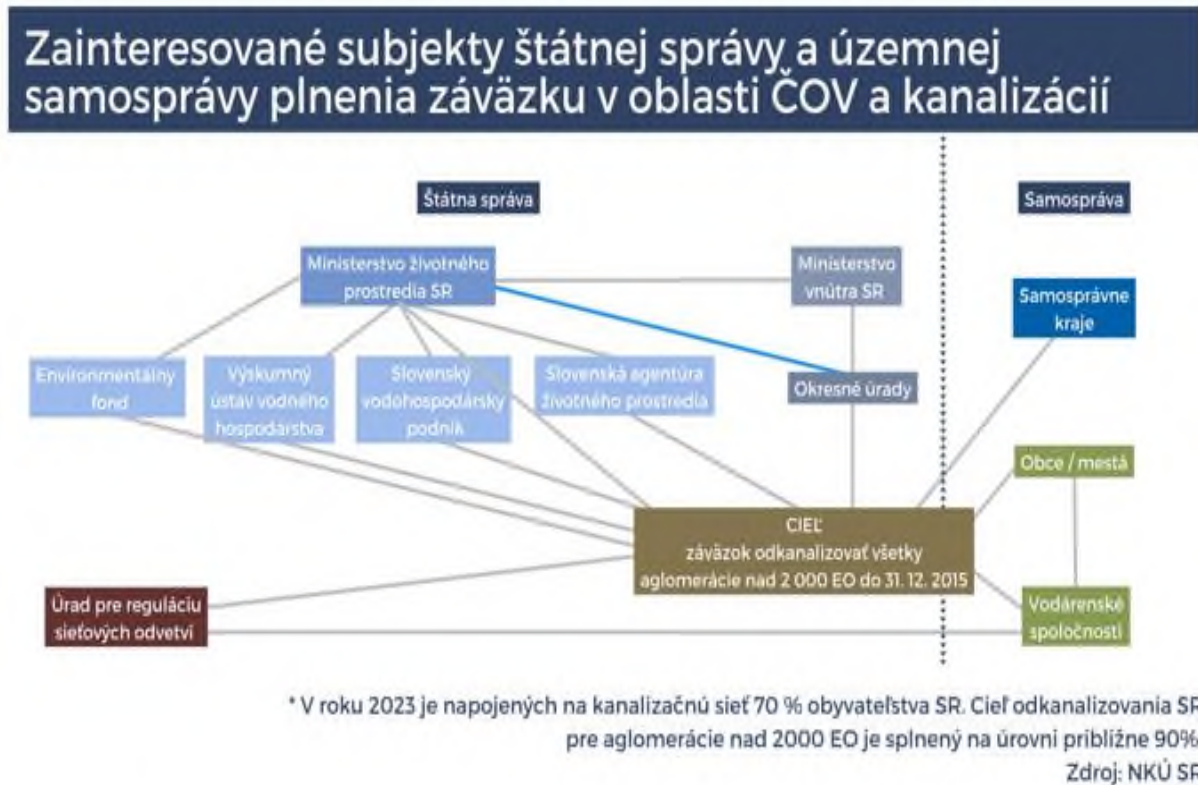 Zainteresované subjekty štátnej správy a územnej
samosprávy plnenia záväzku v oblasti ČOV a kanalizácií
Štátna správa
Samospráva
Ministerstvo životného
prostredia SR
Ministerstvo
vnútra SR
Samosprávne
kraje
Environmentálny
fond
Výskumný
ústav vodného
hospodárstva
Slovenský
vodohospodársky
podnik
Slovenská agentúra
životného prostredia
Okresné úrady
Obce / mestá
CIEĽ
záväzok odkanalizovať všetky
aglomerácie nad 2 000 EO do 31. 12. 2015
Úrad pre reguláciu
sieťových odvetví
Vodárenské
spoločnosti
* V roku 2023 je napojených na kanalizačnú sieť 70 % obyvateľstva SR. Cieľ odkanalizovania SR
pre aglomerácie nad 2000 EO je splnený na úrovni približne 90%
Zdroj: NKÚ SR